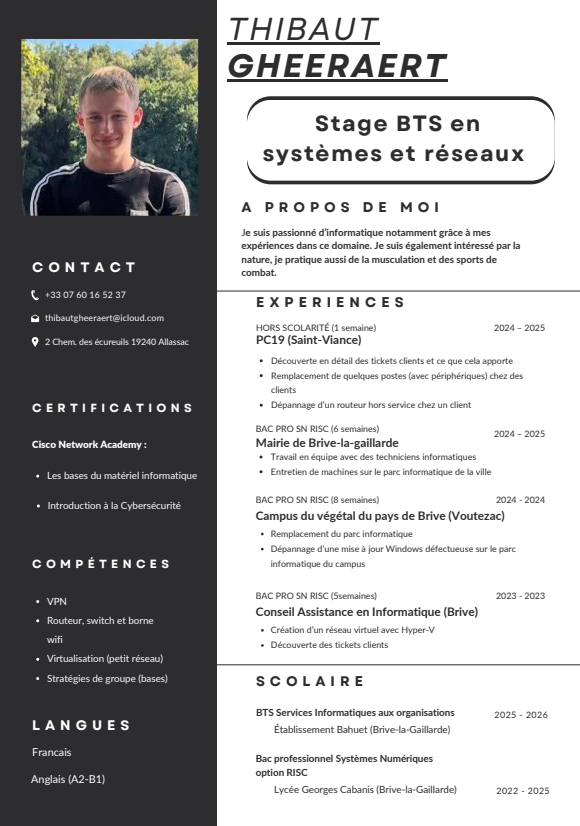 THIBAUT
GHEERAERT
Stage BTS en
systèmes et réseaux
A PROPOS DE MOI
Je suis passionné d'informatique notamment grâce à mes
expériences dans ce domaine. Je suis également intéressé par la
nature, je pratique aussi de la musculation et des sports de
combat.
CONTACT
+33 07 60 16 52 37
thibautgheeraert@icloud.com
2 Chem. des écureuils 19240 Allassac
CERTIFICATIONS
Cisco Network Academy :
• Les bases du matériel informatique
• Introduction à la Cybersécurité
COMPÉTENCES
• VPN
• Routeur, switch et borne
wifi
• Virtualisation (petit réseau)
• Stratégies de groupe (bases)
LANGUES
Francais
Anglais (A2-B1)
EXPERIENCES
HORS SCOLARITÉ (1 semaine) 2024 – 2025
PC19 (Saint-Viance)
• Découverte en détail des tickets clients et ce que cela apporte
• Remplacement de quelques postes (avec périphériques) chez des
clients
• Dépannage d'un routeur hors service chez un client
BAC PRO SN RISC (6 semaines) 2024 – 2025
Mairie de Brive-la-gaillarde
• Travail en équipe avec des techniciens informatiques
• Entretien de machines sur le parc informatique de la ville
BAC PRO SN RISC (8 semaines) 2024 - 2024
Campus du végétal du pays de Brive (Voutezac)
• Remplacement du parc informatique
• Dépannage d'une mise à jour Windows défectueuse sur le parc
informatique du campus
BAC PRO SN RISC (5semaines) 2023 - 2023
Conseil Assistance en Informatique (Brive)
• Création d'un réseau virtuel avec Hyper-V
• Découverte des tickets clients
SCOLAIRE
BTS Services Informatiques aux organisations 2025 - 2026
Établissement Bahuet (Brive-la-Gaillarde)
Bac professionnel Systèmes Numériques
option RISC
Lycée Georges Cabanis (Brive-la-Gaillarde) 2022 - 2025